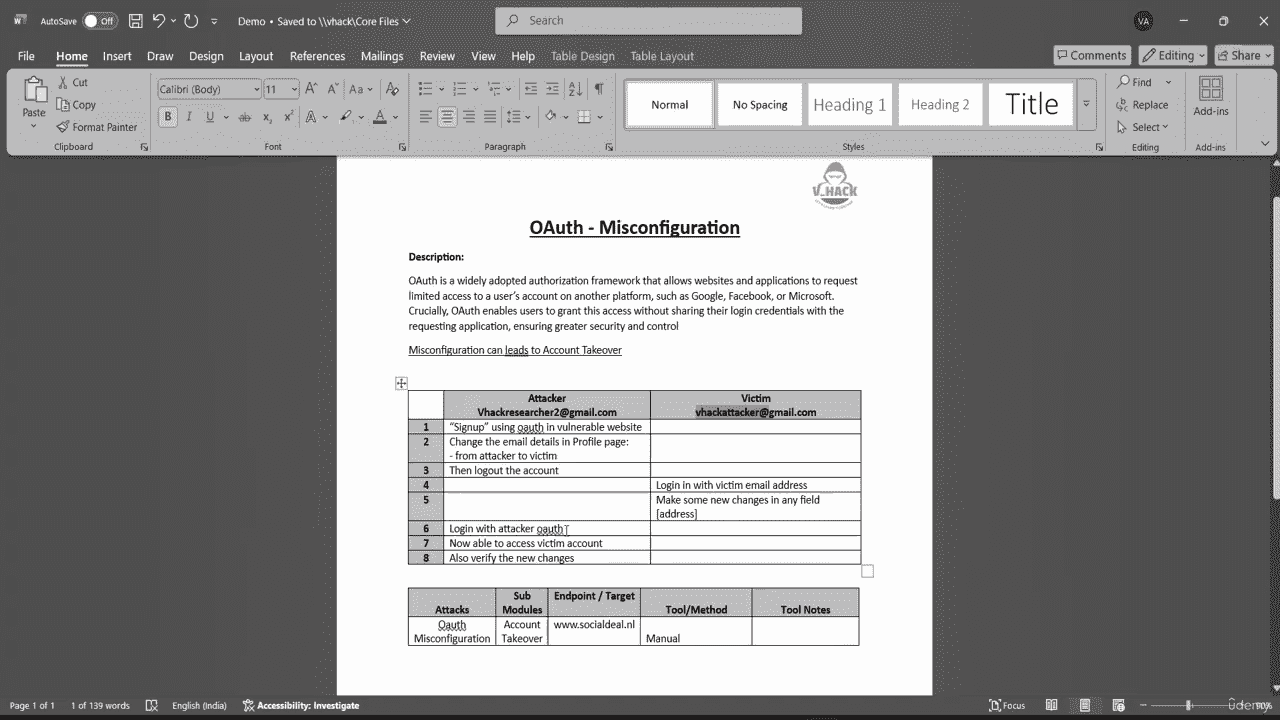 AutoSave Off Demo • Saved to \\vhack\Core Files Search VA
File Home Insert Draw Design Layout References Mailings Review View Help Table Design Table Layout Comments Editing Share
Paste Cut Copy Format Painter
Calibri (Body) 11
Normal No Spacing Heading 1 Heading 2 Title
Find Replace Select Add-ins
Clipboard Font Paragraph Styles Editing Add-ins
V_HACK
OAuth - Misconfiguration
Description:
OAuth is a widely adopted authorization framework that allows websites and applications to request
limited access to a user's account on another platform, such as Google, Facebook, or Microsoft.
Crucially, OAuth enables users to grant this access without sharing their login credentials with the
requesting application, ensuring greater security and control
Misconfiguration can leads to Account Takeover
Attacker Victim
Vhackresearcher2@gmail.com vhackattacker@gmail.com
1 “Signup” using oauth in vulnerable website
2 Change the email details in Profile page:
- from attacker to victim
3 Then logout the account
4 Login in with victim email address
5 Make some new changes in any field
[address]
6 Login with attacker oauth
7 Now able to access victim account
8 Also verify the new changes
Attacks Sub Modules Endpoint / Target Tool/Method Tool Notes
Oauth Misconfiguration Account Takeover www.socialdeal.nl Manual
Page 1 of 1 1 of 139 words English (India) Accessibility: Investigate Focus 90%
Udemy